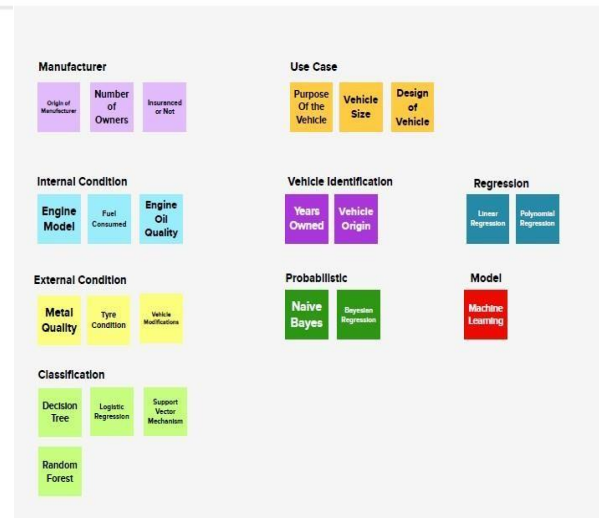 Manufacturer
Origin of
Manufacturer
Number
of
Owners
Insuranced
or Not
Use Case
Purpose
Of the
Vehicle
Vehicle
Size
Design
of
Vehicle
Internal Condition
Engine
Model
Fuel
Consumed
Engine
Oil
Quality
Vehicle Identification
Years
Owned
Vehicle
Origin
Regression
Linear
Regression
Polynomial
Regression
External Condition
Metal
Quality
Tyre
Condition
Vehicle
Modifications
Probabilistic
Naive
Bayes
Bayesian
Regression
Model
Machine
Learning
Classification
Decision
Tree
Logistic
Regression
Support
Vector
Mechanism
Random
Forest